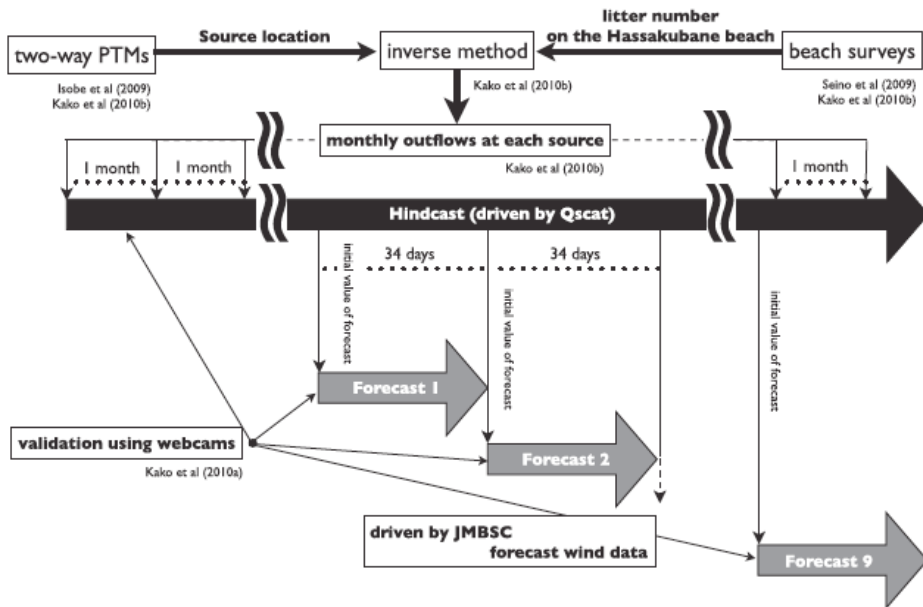 Source location
litter number
on the Hassakubane beach
two-way PTMs
inverse method
beach surveys
Isobe et al (2009)
Kako et al (2010b)
Kako et al (2010b)
Seino et al (2009)
Kako et al (2010b)
monthly outflows at each source
Kako et al (2010b)
1 month
1 month
1 month
Hindcast (driven by Qscat)
34 days
34 days
initial value of forecast
initial value of forecast
initial value of forecast
Forecast 1
validation using webcams
Kako et al (2010a)
Forecast 2
driven by JMBSC
forecast wind data
Forecast 9